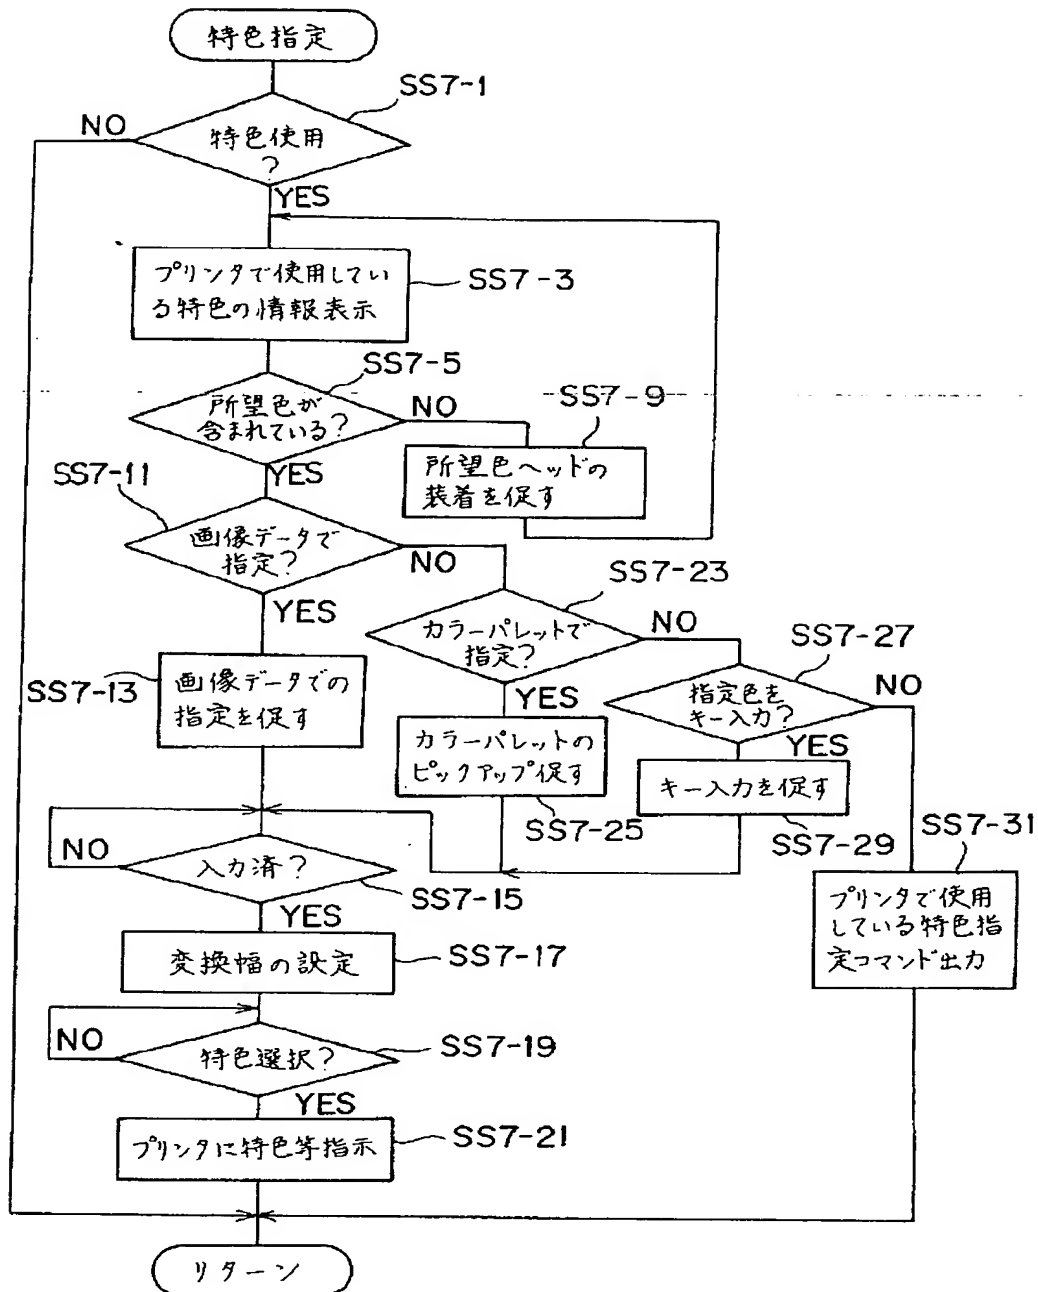 特色指定
SS7-1
NO
特色使用
?
YES
プリンタで使用してい
る特色の情報表示
SS7-3
SS7-5
所望色が
含まれている?
NO
SS7-9
所望色ヘッドの
装着を促す
YES
SS7-11
画像データで
指定?
NO
YES
SS7-23
カラーパレットで
指定?
NO
SS7-27
指定色を
キー入力?
NO
SS7-13
画像データでの
指定を促す
YES
カラーパレットの
ピックアップ促す
SS7-25
YES
キー入力を促す
SS7-29
SS7-31
プリンタで使用
している特色指
定コマンド出力
NO
入力済?
SS7-15
YES
変換幅の設定
SS7-17
NO
特色選択?
SS7-19
YES
プリンタに特色等指示
SS7-21
リターン